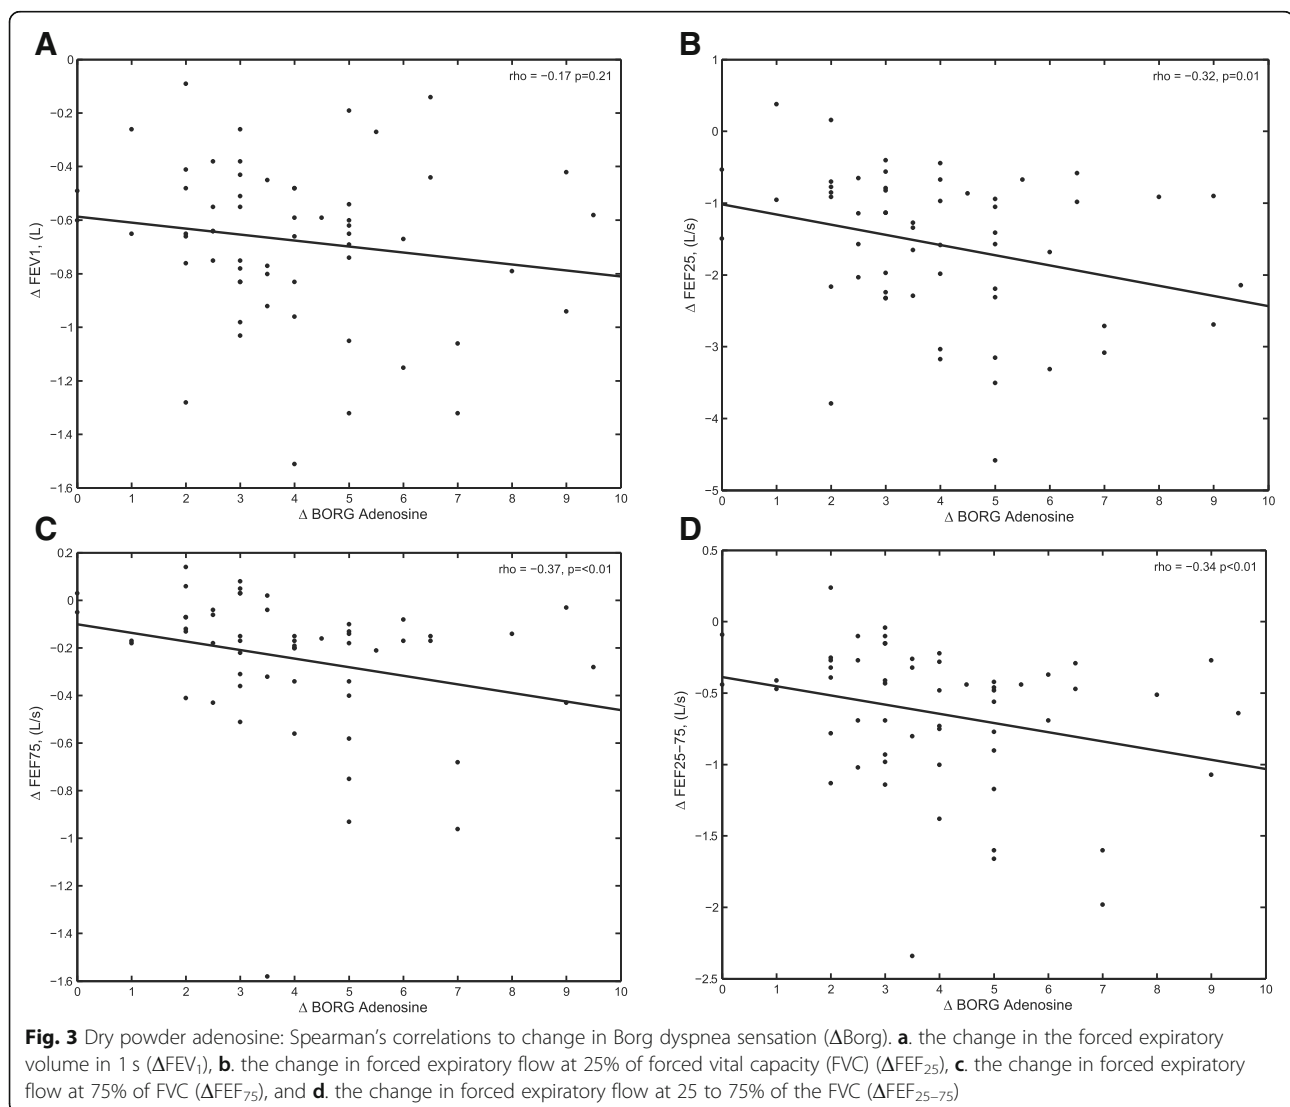 A
B
rho = −0.17 p=0.21
rho = −0.32, p=0.01
0
−0.2
−0.4
−0.6
−0.8
−1
−1.2
−1.4
−1.6
Δ FEV1, (L)
0 1 2 3 4 5 6 7 8 9 10
Δ BORG Adenosine
1
0
−1
−2
−3
−4
−5
Δ FEF25, (L/s)
0 1 2 3 4 5 6 7 8 9 10
Δ BORG Adenosine
C
D
rho = −0.37, p=<0.01
rho = −0.34 p<0.01
0.2
0
−0.2
−0.4
−0.6
−0.8
−1
−1.2
−1.4
−1.6
Δ FEF75, (L/s)
0 1 2 3 4 5 6 7 8 9 10
Δ BORG Adenosine
0.5
0
−0.5
−1
−1.5
−2
−2.5
Δ FEF25−75, (L/s)
0 1 2 3 4 5 6 7 8 9 10
Δ BORG Adenosine
Fig. 3 Dry powder adenosine: Spearman's correlations to change in Borg dyspnea sensation (ΔBorg). a. the change in the forced expiratory
volume in 1 s (ΔFEV₁), b. the change in forced expiratory flow at 25% of forced vital capacity (FVC) (ΔFEF₂₅), c. the change in forced expiratory
flow at 75% of FVC (ΔFEF₇₅), and d. the change in forced expiratory flow at 25 to 75% of the FVC (ΔFEF₂₅₋₇₅)